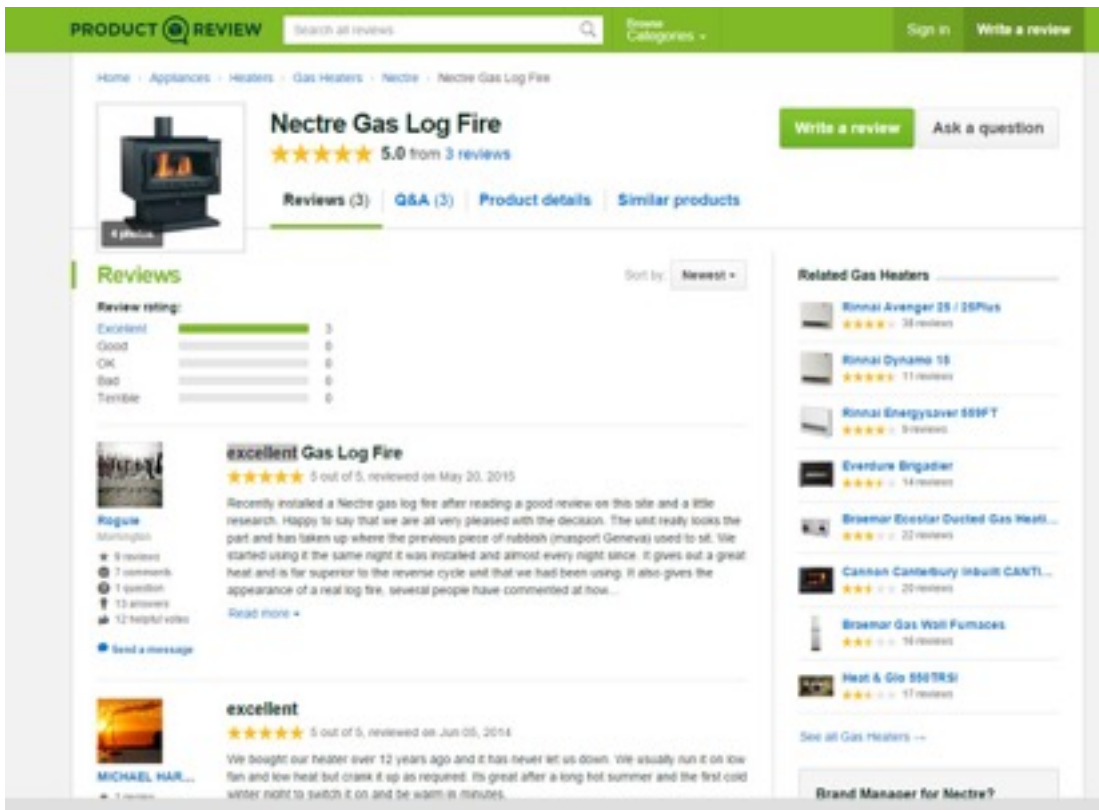 PRODUCT REVIEW
Search all reviews
Browse
Categories
Sign in
Write a review
Home Appliances Heaters Gas Heaters Nectre Nectre Gas Log Fire
Nectre Gas Log Fire
5.0 from 3 reviews
Write a review
Ask a question
4 photos
Reviews (3)
Q&A (3)
Product details
Similar products
Reviews
Sort by: Newest
Review rating:
Excellent 3
Good 0
OK 0
Bad 0
Terrible 0
excellent Gas Log Fire
5 out of 5, reviewed on May 20, 2015
Recently installed a Nectre gas log fire after reading a good review on this site and a little
research. Happy to say that we are all very pleased with the decision. The unit really looks the
part and has taken up where the previous piece of rubbish (masport Geneva) used to sit. We
started using it the same night it was installed and almost every night since. It gives out a great
heat and is far superior to the reverse cycle unit that we had been using. It also gives the
appearance of a real log fire, several people have commented at how...
Read more
Roguie
Mornington
9 reviews
7 comments
1 question
13 answers
12 helpful votes
Send a message
excellent
5 out of 5, reviewed on Jun 05, 2014
We bought our heater over 12 years ago and it has never let us down. We usually run it on low
fan and low heat but crank it up as required. Its great after a long hot summer and the first cold
winter night to switch it on and be warm in minutes.
MICHAEL HAR...
Related Gas Heaters
Rinnai Avenger 25 / 25Plus
38 reviews
Rinnai Dynamo 15
11 reviews
Rinnai Energysaver 559FT
9 reviews
Everdure Brigadier
14 reviews
Braemar Ecostar Ducted Gas Heati...
22 reviews
Cannon Canterbury Inbuilt CANTI...
20 reviews
Braemar Gas Wall Furnaces
16 reviews
Heat & Glo 550TRSI
17 reviews
See all Gas Heaters →
Brand Manager for Nectre?